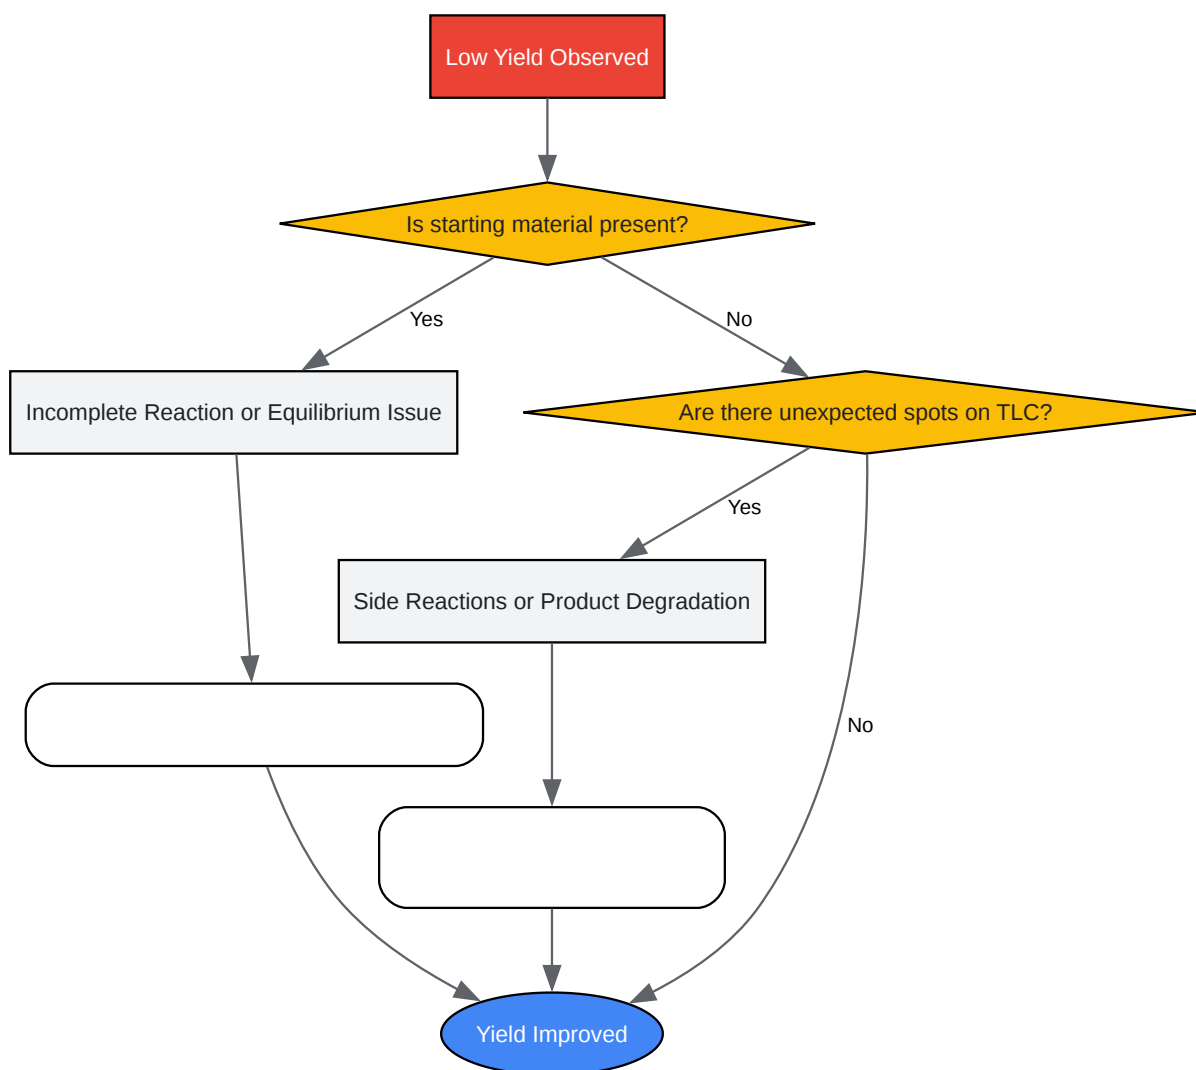 Low Yield Observed
Is starting material present?
Yes
No
Incomplete Reaction or Equilibrium Issue
Are there unexpected spots on TLC?
Yes
Side Reactions or Product Degradation
No
Yield Improved